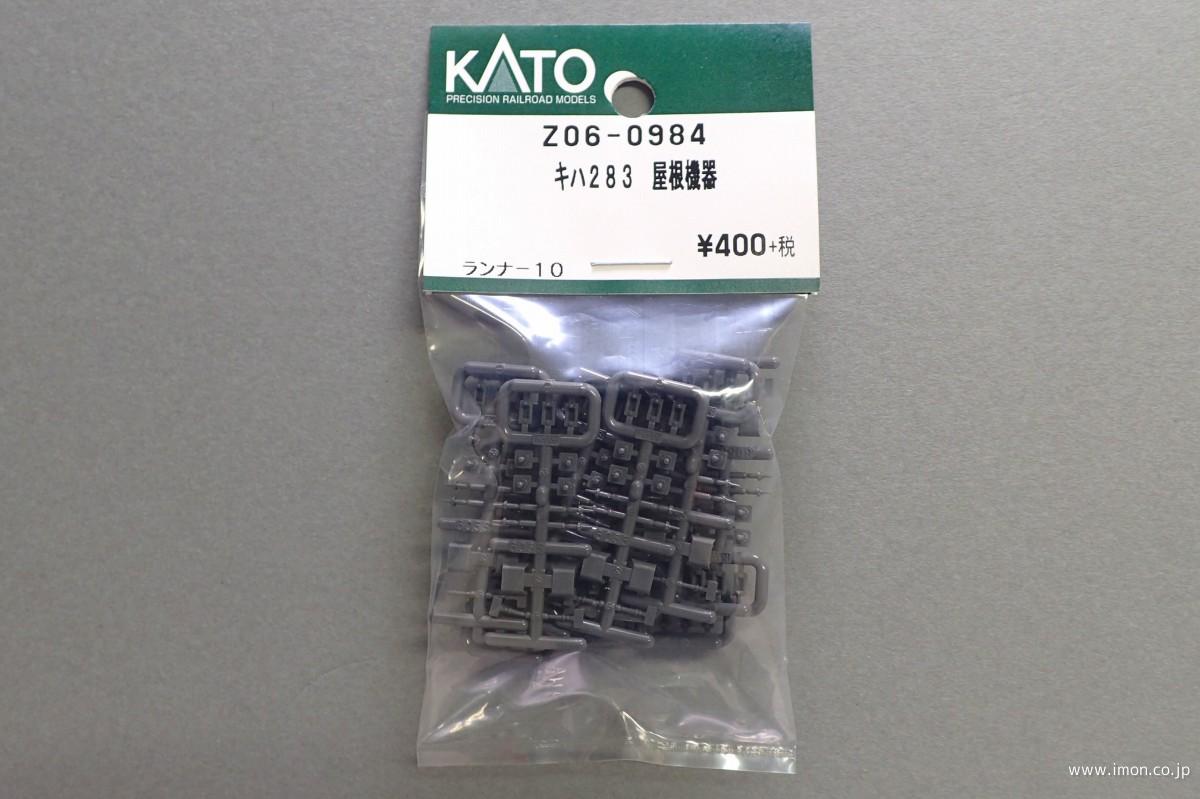 KATO
PRECISION RAILROAD MODELS
Z06-0984
キハ283 屋根機器
¥400+税
ランナー10
www.imon.co.jp